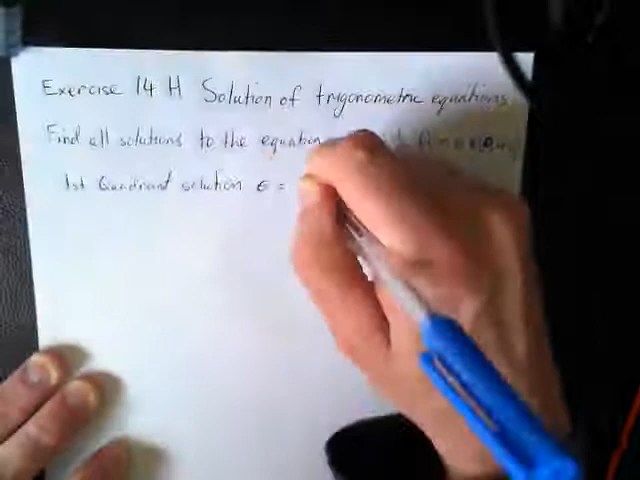 Exercise 14 H Solution of trigonometric equations
Find all solutions to the equation
1st Quadrant solution θ =